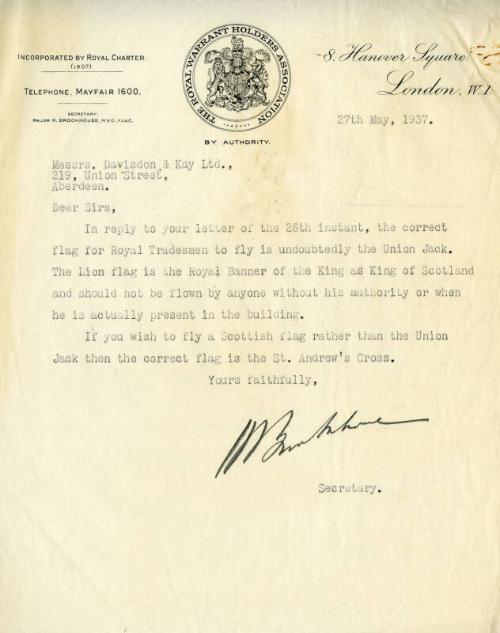 INCORPORATED BY ROYAL CHARTER.
(1907)
TELEPHONE, MAYFAIR 1600.
SECRETARY:
MAJOR H. BROCKHOUSE, M.V.O., F.I.A.C.
THE ROYAL WARRANT HOLDERS ASSOCIATION
BY AUTHORITY.
8. Hanover Square
London, W.1.
27th May, 1937.
Messrs. Davisdon & Kay Ltd.,
219, Union Street,
Aberdeen.
Dear Sirs,
In reply to your letter of the 26th instant, the correct
flag for Royal Tradesmen to fly is undoubtedly the Union Jack.
The Lion flag is the Royal Banner of the King as King of Scotland
and should not be flown by anyone without his authority or when
he is actually present in the building.
If you wish to fly a Scottish flag rather than the Union
Jack then the correct flag is the St. Andrew's Cross.
Yours faithfully,
H Brockhouse
Secretary.